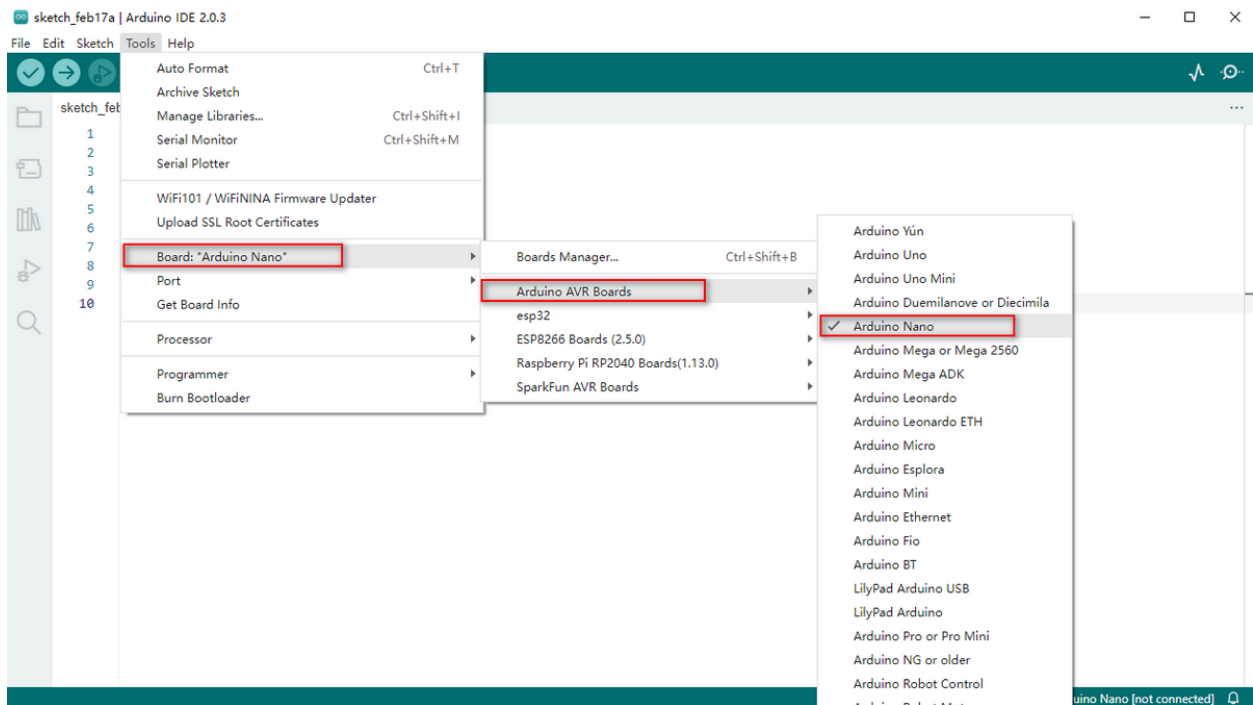 sketch_feb17a | Arduino IDE 2.0.3
File Edit Sketch Tools Help
sketch_feb
1
2
3
4
5
6
7
8
9
10
Auto Format Ctrl+T
Archive Sketch
Manage Libraries... Ctrl+Shift+I
Serial Monitor Ctrl+Shift+M
Serial Plotter
WiFi101 / WiFiNINA Firmware Updater
Upload SSL Root Certificates
Board: "Arduino Nano"
Port
Get Board Info
Processor
Programmer
Burn Bootloader
Boards Manager... Ctrl+Shift+B
Arduino AVR Boards
esp32
ESP8266 Boards (2.5.0)
Raspberry Pi RP2040 Boards(1.13.0)
SparkFun AVR Boards
Arduino Yún
Arduino Uno
Arduino Uno Mini
Arduino Duemilanove or Diecimila
Arduino Nano
Arduino Mega or Mega 2560
Arduino Mega ADK
Arduino Leonardo
Arduino Leonardo ETH
Arduino Micro
Arduino Esplora
Arduino Mini
Arduino Ethernet
Arduino Fio
Arduino BT
LilyPad Arduino USB
LilyPad Arduino
Arduino Pro or Pro Mini
Arduino NG or older
Arduino Robot Control
uino Nano [not connected]